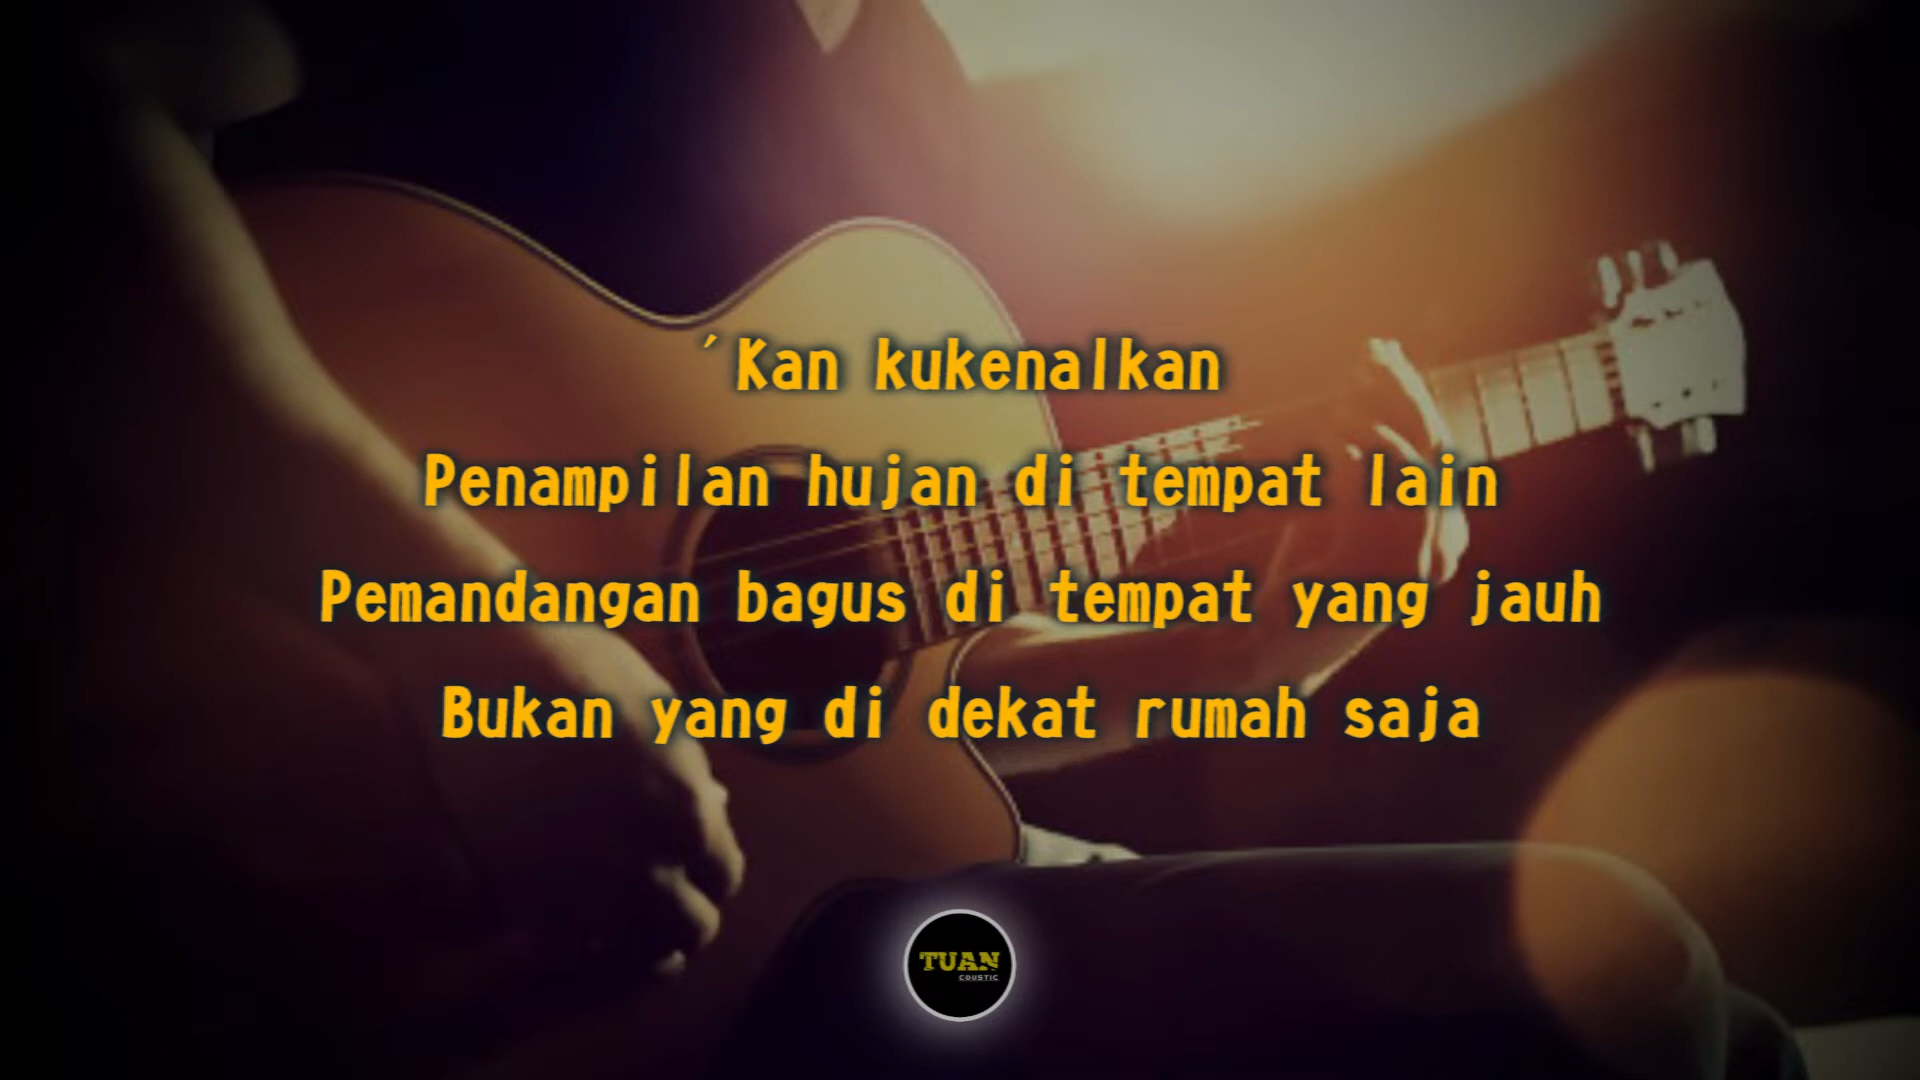 ´Kan kukenalkan
Penampilan hujan di tempat lain
Pemandangan bagus di tempat yang jauh
Bukan yang di dekat rumah saja
TUAN
COUSTIC